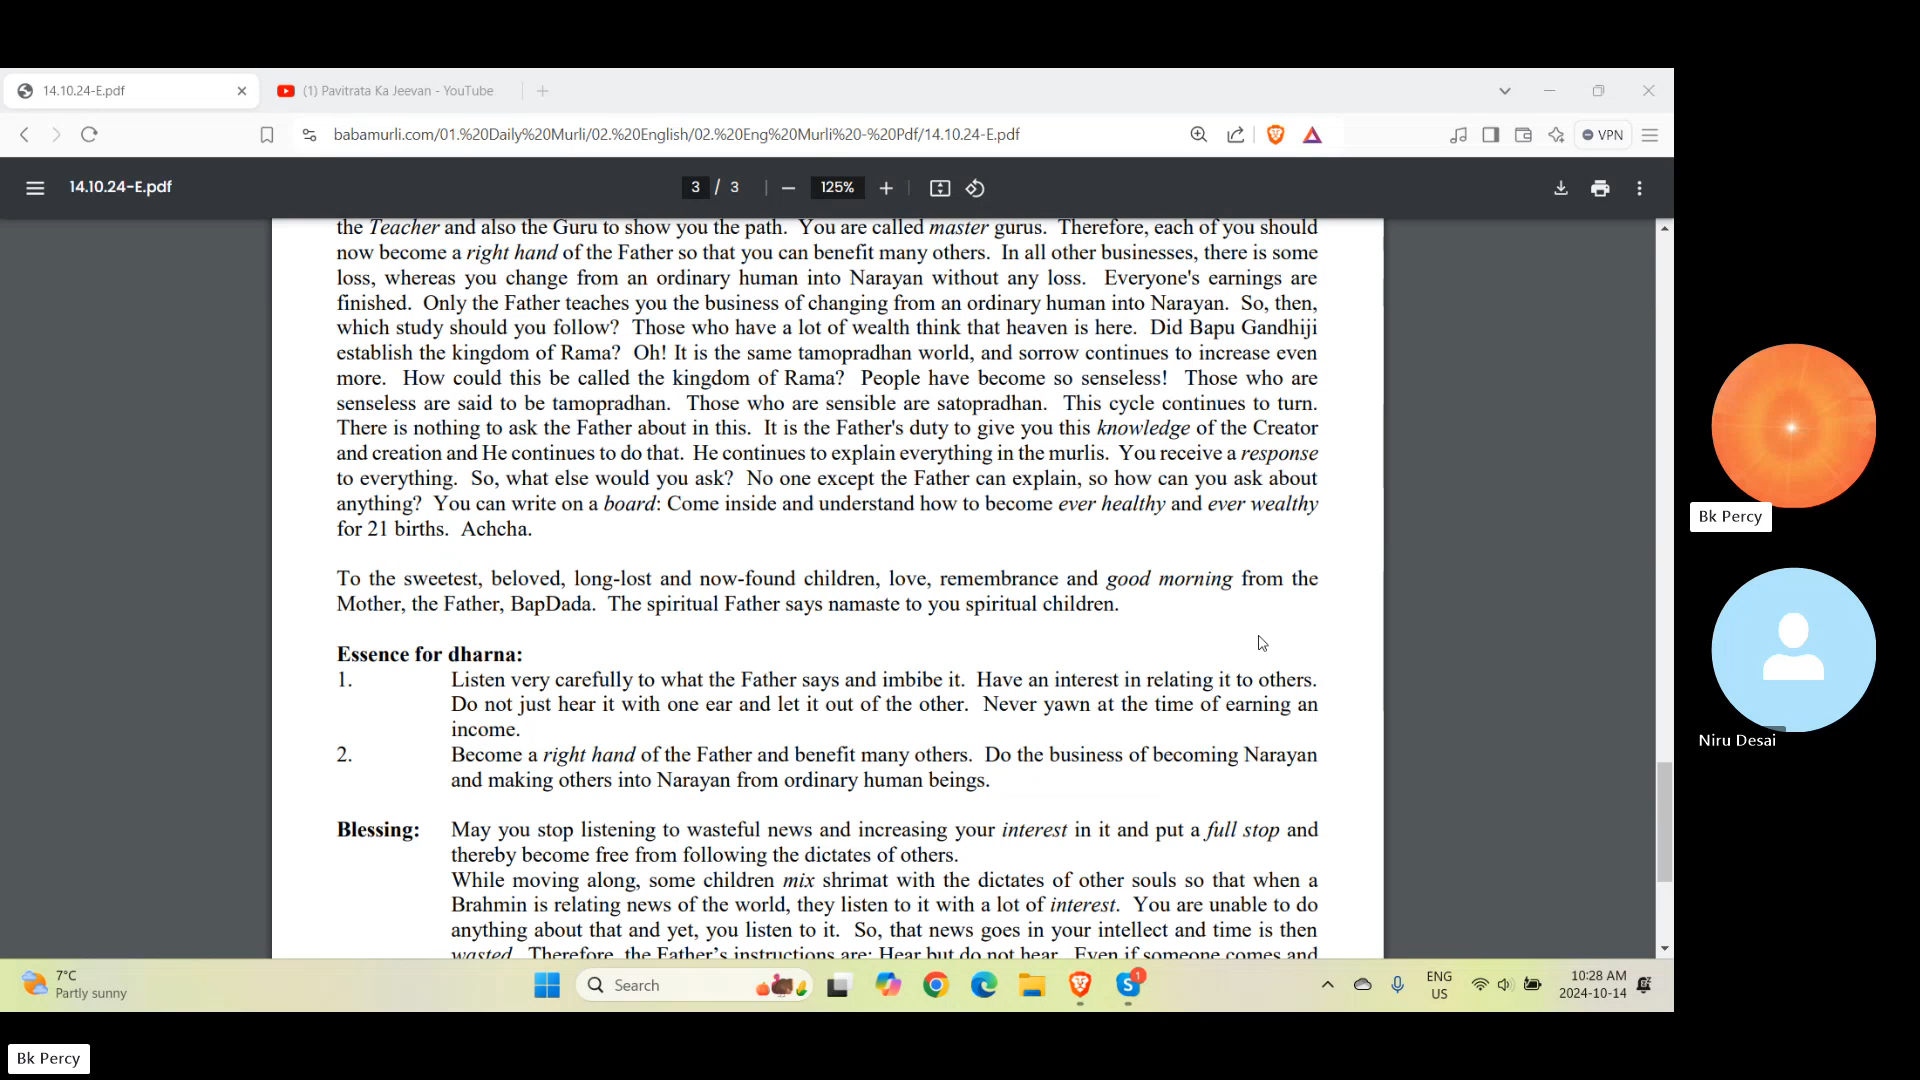 14.10.24-E.pdf
(1) Pavitrata Ka Jeevan - YouTube
babamurli.com/01.%20Daily%20Murli/02.%20English/02.%20Eng%20Murli%20-%20Pdf/14.10.24-E.pdf
VPN
14.10.24-E.pdf
3 / 3
125%
the Teacher and also the Guru to show you the path. You are called master gurus. Therefore, each of you should
now become a right hand of the Father so that you can benefit many others. In all other businesses, there is some
loss, whereas you change from an ordinary human into Narayan without any loss. Everyone's earnings are
finished. Only the Father teaches you the business of changing from an ordinary human into Narayan. So, then,
which study should you follow? Those who have a lot of wealth think that heaven is here. Did Bapu Gandhiji
establish the kingdom of Rama? Oh! It is the same tamopradhan world, and sorrow continues to increase even
more. How could this be called the kingdom of Rama? People have become so senseless! Those who are
senseless are said to be tamopradhan. Those who are sensible are satopradhan. This cycle continues to turn.
There is nothing to ask the Father about in this. It is the Father's duty to give you this knowledge of the Creator
and creation and He continues to do that. He continues to explain everything in the murlis. You receive a response
to everything. So, what else would you ask? No one except the Father can explain, so how can you ask about
anything? You can write on a board: Come inside and understand how to become ever healthy and ever wealthy
for 21 births. Achcha.
To the sweetest, beloved, long-lost and now-found children, love, remembrance and good morning from the
Mother, the Father, BapDada. The spiritual Father says namaste to you spiritual children.
Essence for dharna:
1. Listen very carefully to what the Father says and imbibe it. Have an interest in relating it to others.
Do not just hear it with one ear and let it out of the other. Never yawn at the time of earning an
income.
2. Become a right hand of the Father and benefit many others. Do the business of becoming Narayan
and making others into Narayan from ordinary human beings.
Blessing: May you stop listening to wasteful news and increasing your interest in it and put a full stop and
thereby become free from following the dictates of others.
While moving along, some children mix shrimat with the dictates of other souls so that when a
Brahmin is relating news of the world, they listen to it with a lot of interest. You are unable to do
anything about that and yet, you listen to it. So, that news goes in your intellect and time is then
wasted. Therefore, the Father's instructions are: Hear but do not hear. Even if someone comes and
Bk Percy
Niru Desai
7°C
Partly sunny
Search
S 1
ENG
US
10:28 AM
2024-10-14
Bk Percy